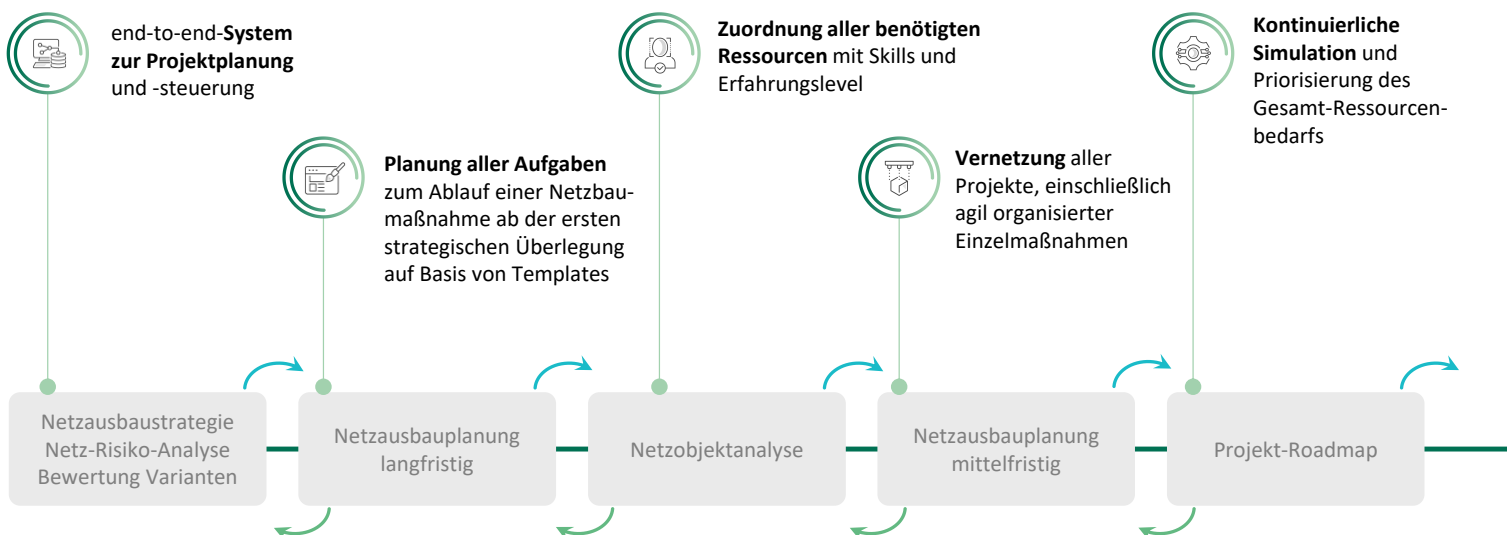 end-to-end-System
zur Projektplanung
und -steuerung
Planung aller Aufgaben
zum Ablauf einer Netzbau-
maßnahme ab der ersten
strategischen Überlegung
auf Basis von Templates
Zuordnung aller benötigten
Ressourcen mit Skills und
Erfahrungslevel
Vernetzung aller
Projekte, einschließlich
agil organisierter
Einzelmaßnahmen
Kontinuierliche
Simulation und
Priorisierung des
Gesamt-Ressourcen-
bedarfs
Netzausbaustrategie
Netz-Risiko-Analyse
Bewertung Varianten
Netzausbauplanung
langfristig
Netzobjektanalyse
Netzausbauplanung
mittelfristig
Projekt-Roadmap